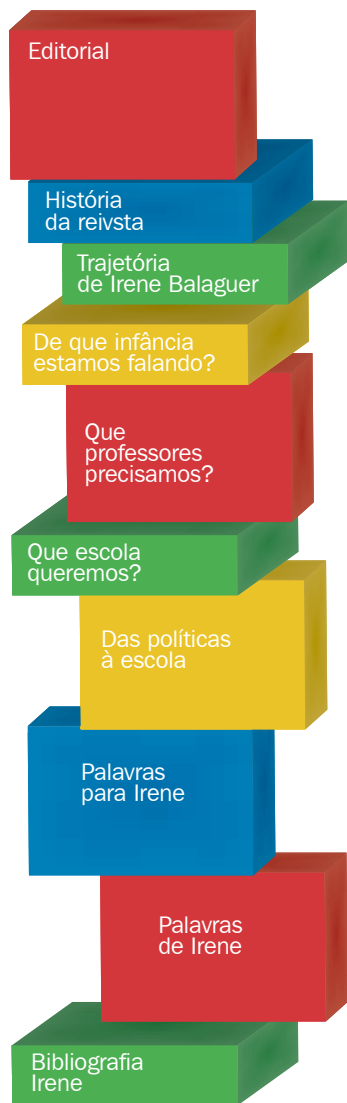 Editorial
História
da reivsta
Trajetória
de Irene Balaguer
De que infância
estamos falando?
Que
professores
precisamos?
Que escola
queremos?
Das políticas
à escola
Palavras
para Irene
Palavras
de Irene
Bibliografia
Irene